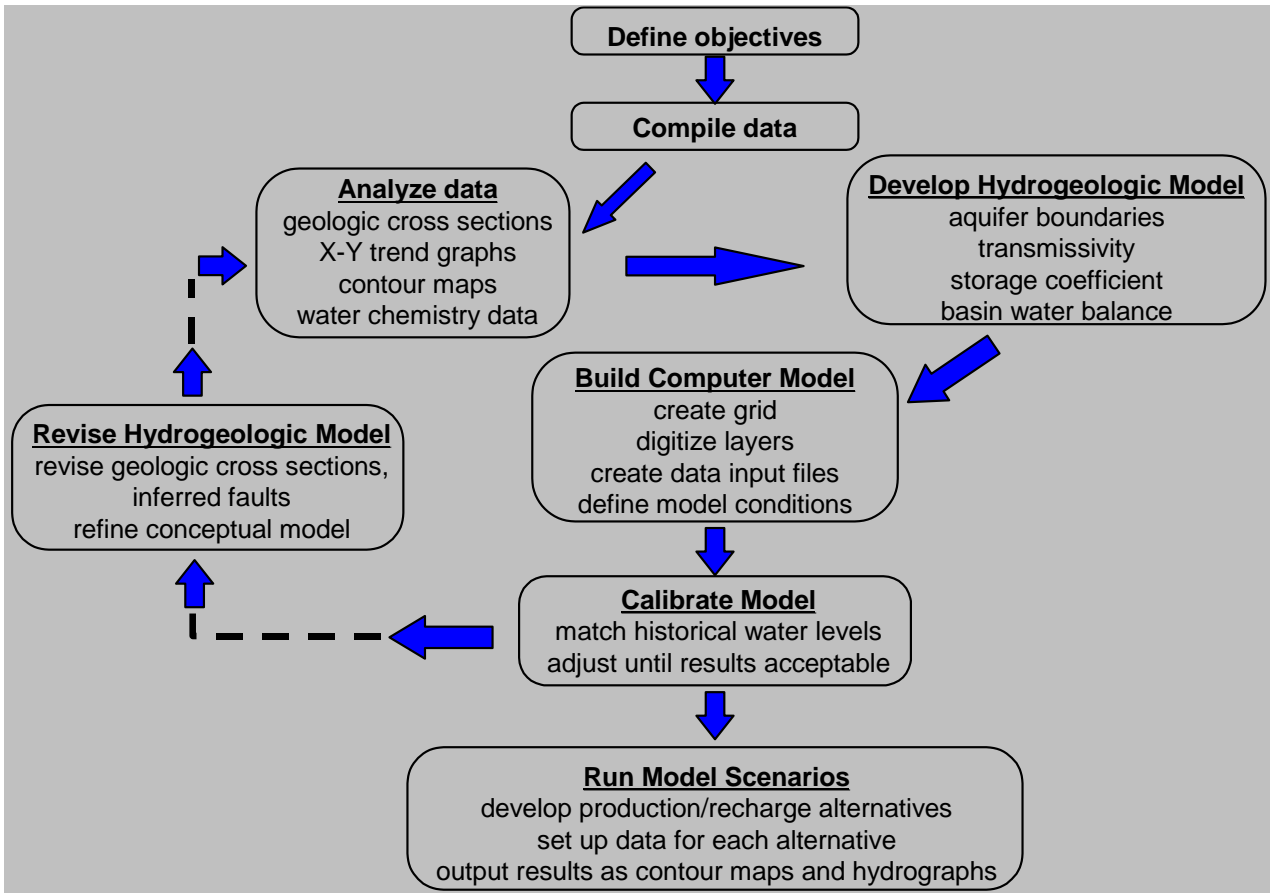 Define objectives
Compile data
Analyze data
geologic cross sections
X-Y trend graphs
contour maps
water chemistry data
Develop Hydrogeologic Model
aquifer boundaries
transmissivity
storage coefficient
basin water balance
Build Computer Model
create grid
digitize layers
create data input files
define model conditions
Revise Hydrogeologic Model
revise geologic cross sections,
inferred faults
refine conceptual model
Calibrate Model
match historical water levels
adjust until results acceptable
Run Model Scenarios
develop production/recharge alternatives
set up data for each alternative
output results as contour maps and hydrographs